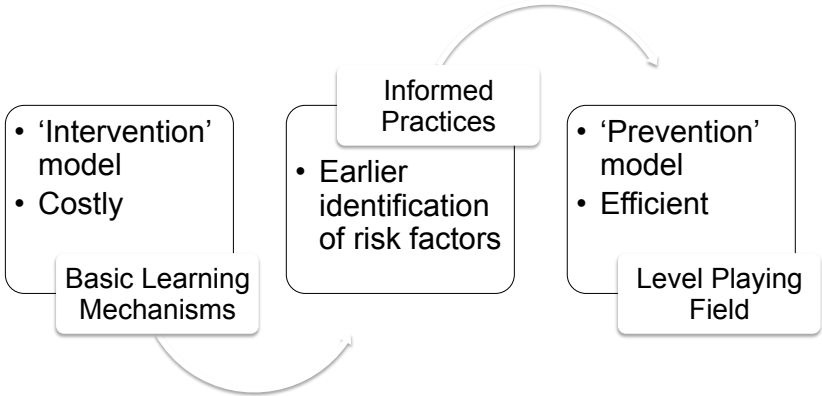 • ‘Intervention’
model
• Costly
Basic Learning
Mechanisms
Informed
Practices
• Earlier
identification
of risk factors
• ‘Prevention’
model
• Efficient
Level Playing
Field